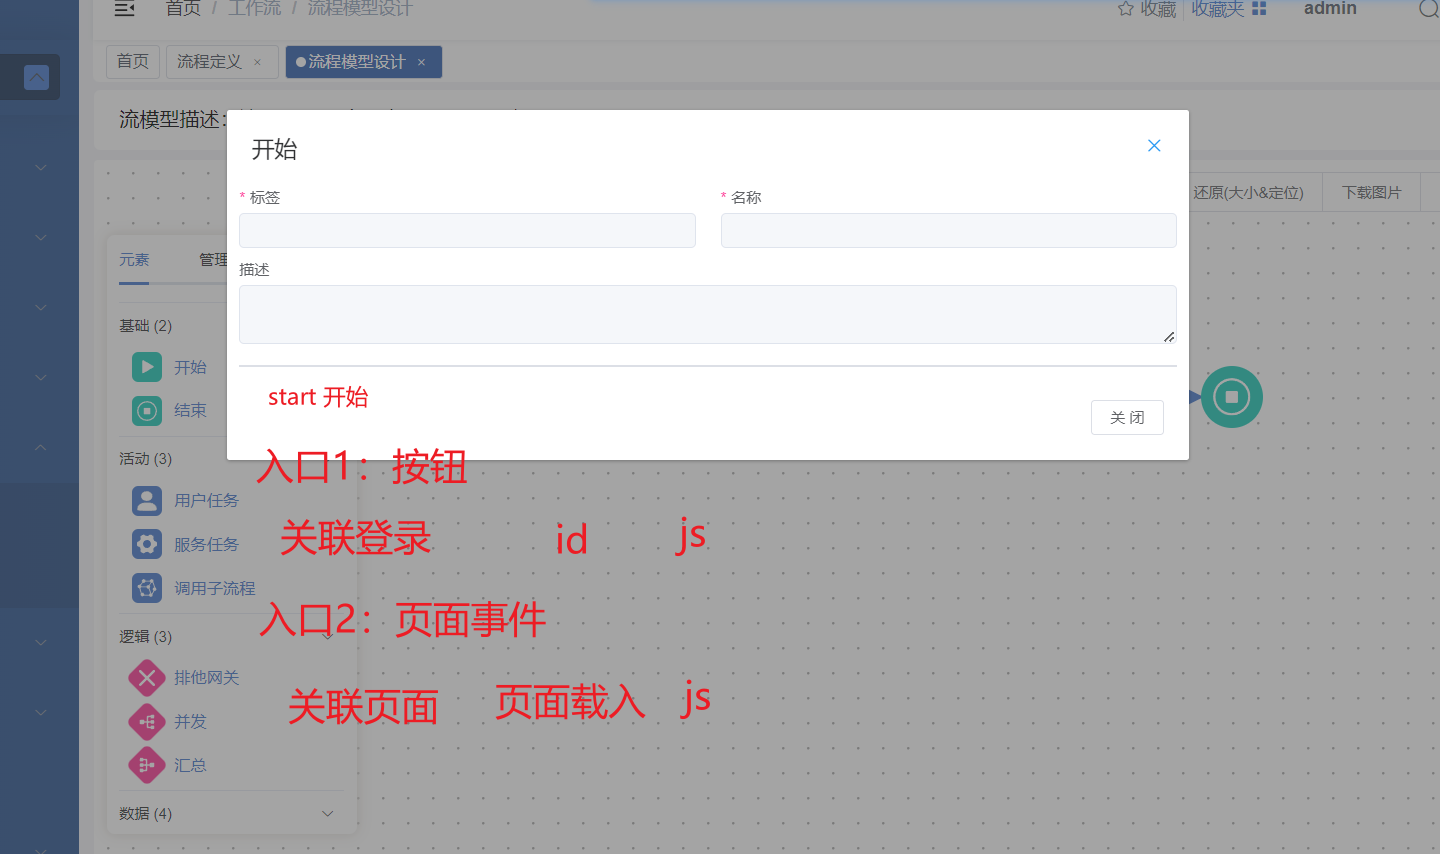 首页 / 工作流 / 流程模型设计
收藏 收藏夹 admin
首页 流程定义 × 流程模型设计 ×
流模型描述:
开始
* 标签 * 名称
描述
还原(大小&定位) 下载图片
元素 管理
基础 (2)
开始
结束
start 开始
关 闭
活动 (3)
入口1：按钮
用户任务
关联登录 id js
服务任务
调用子流程
入口2：页面事件
逻辑 (3)
排他网关
关联页面 页面载入 js
并发
汇总
数据 (4)